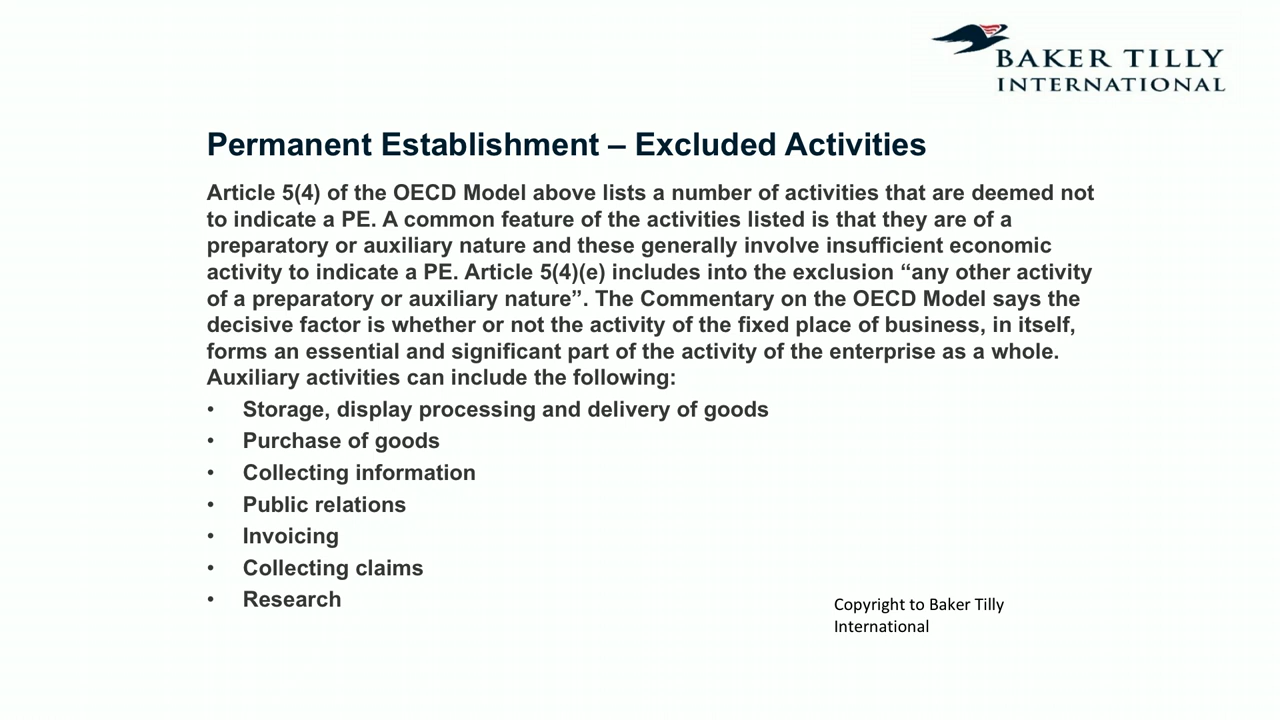 BAKER TILLY
INTERNATIONAL
Permanent Establishment – Excluded Activities
Article 5(4) of the OECD Model above lists a number of activities that are deemed not
to indicate a PE. A common feature of the activities listed is that they are of a
preparatory or auxiliary nature and these generally involve insufficient economic
activity to indicate a PE. Article 5(4)(e) includes into the exclusion “any other activity
of a preparatory or auxiliary nature”. The Commentary on the OECD Model says the
decisive factor is whether or not the activity of the fixed place of business, in itself,
forms an essential and significant part of the activity of the enterprise as a whole.
Auxiliary activities can include the following:
• Storage, display processing and delivery of goods
• Purchase of goods
• Collecting information
• Public relations
• Invoicing
• Collecting claims
• Research
Copyright to Baker Tilly
International